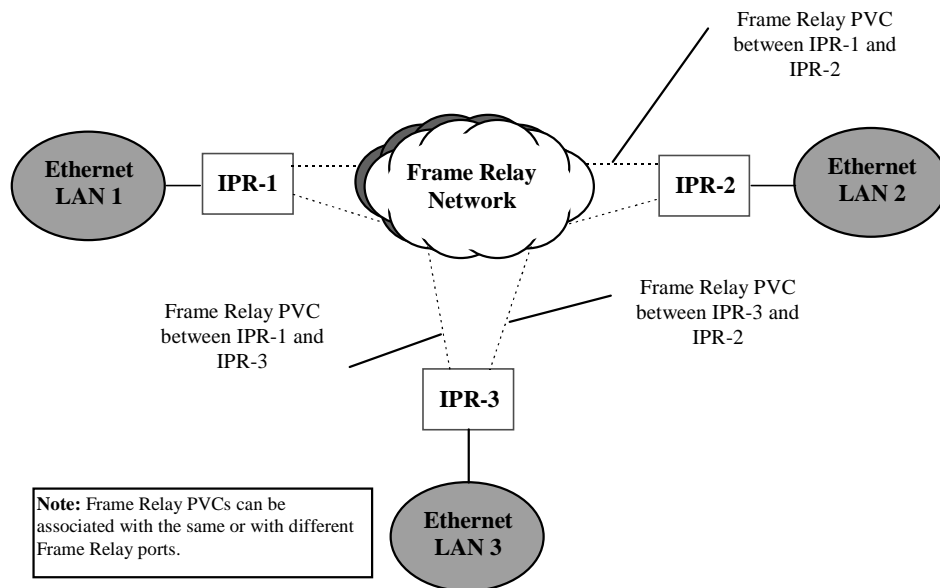 Frame Relay PVC
between IPR-1 and
IPR-2
Ethernet
LAN 1
IPR-1
Frame Relay
Network
IPR-2
Ethernet
LAN 2
Frame Relay PVC
between IPR-1 and
IPR-3
Frame Relay PVC
between IPR-3 and
IPR-2
IPR-3
Note: Frame Relay PVCs can be
associated with the same or with different
Frame Relay ports.
Ethernet
LAN 3